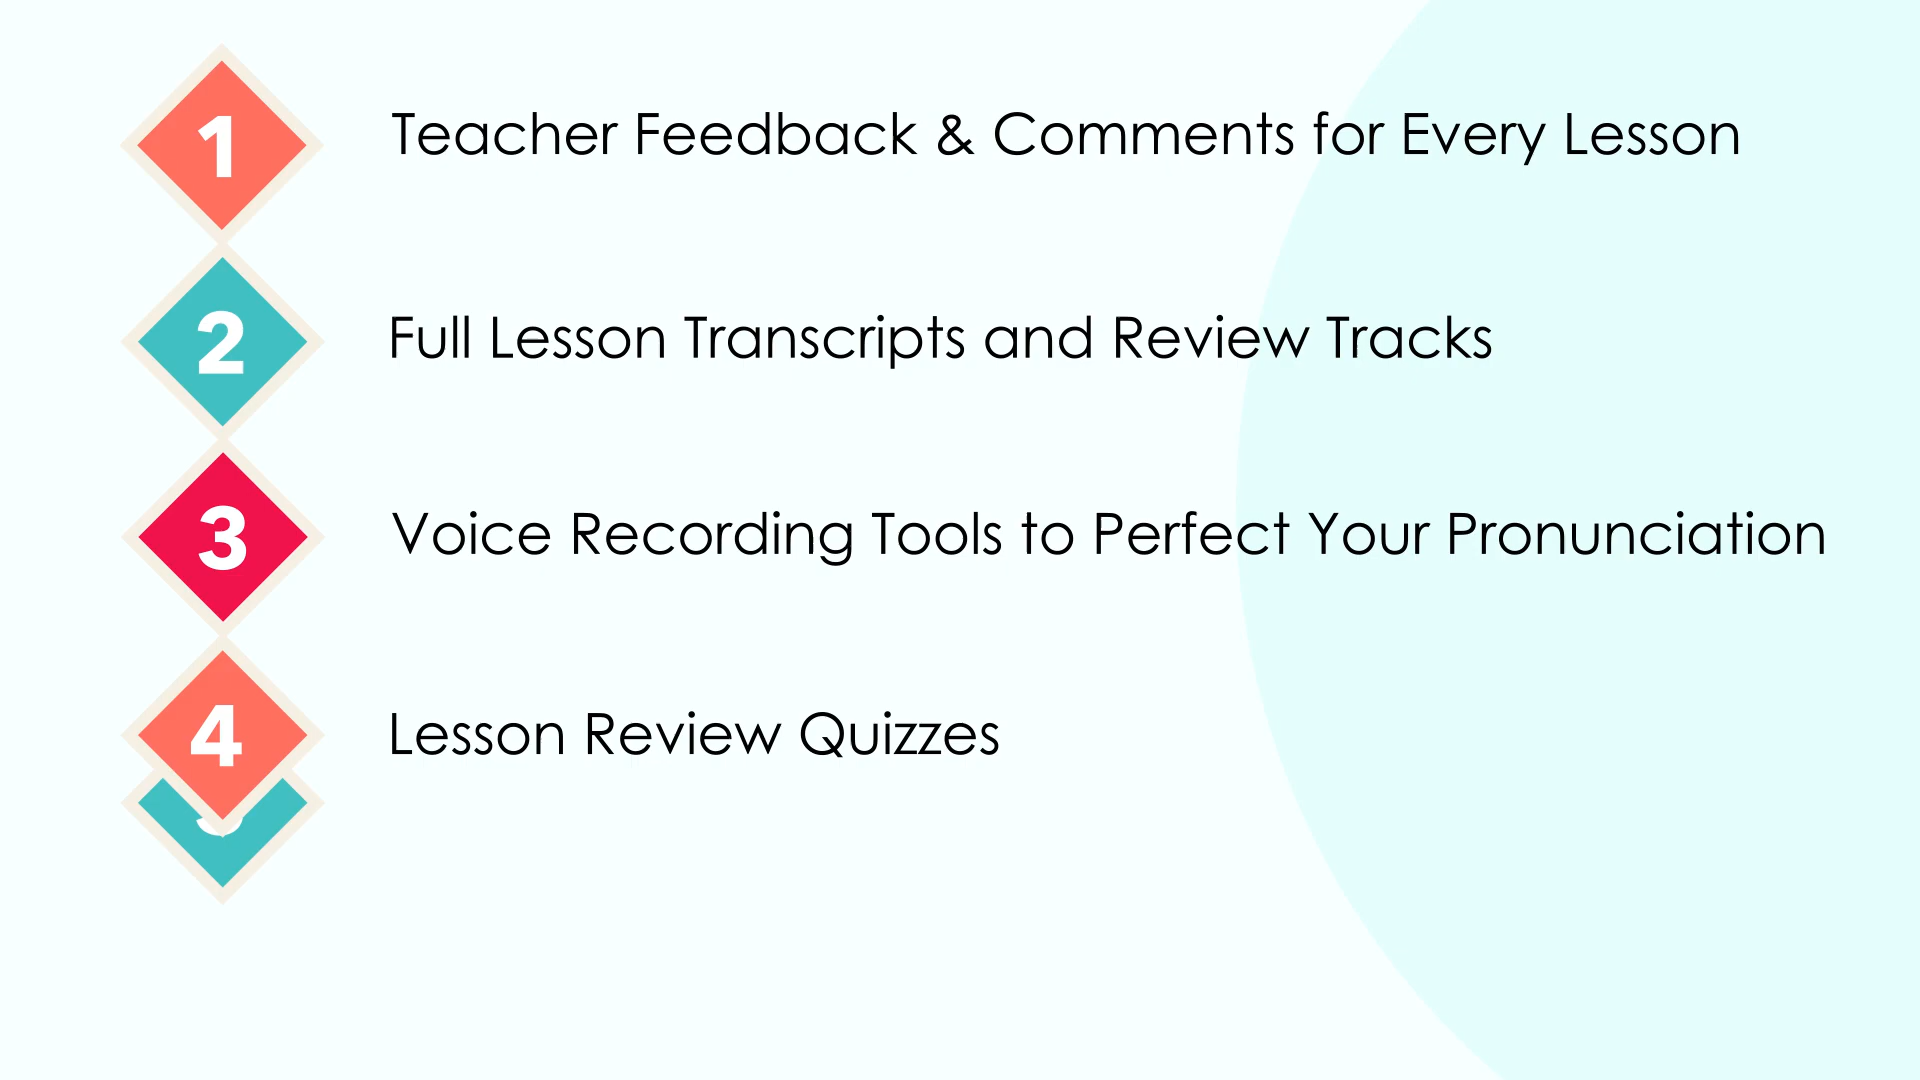 1 Teacher Feedback & Comments for Every Lesson
2 Full Lesson Transcripts and Review Tracks
3 Voice Recording Tools to Perfect Your Pronunciation
4 Lesson Review Quizzes